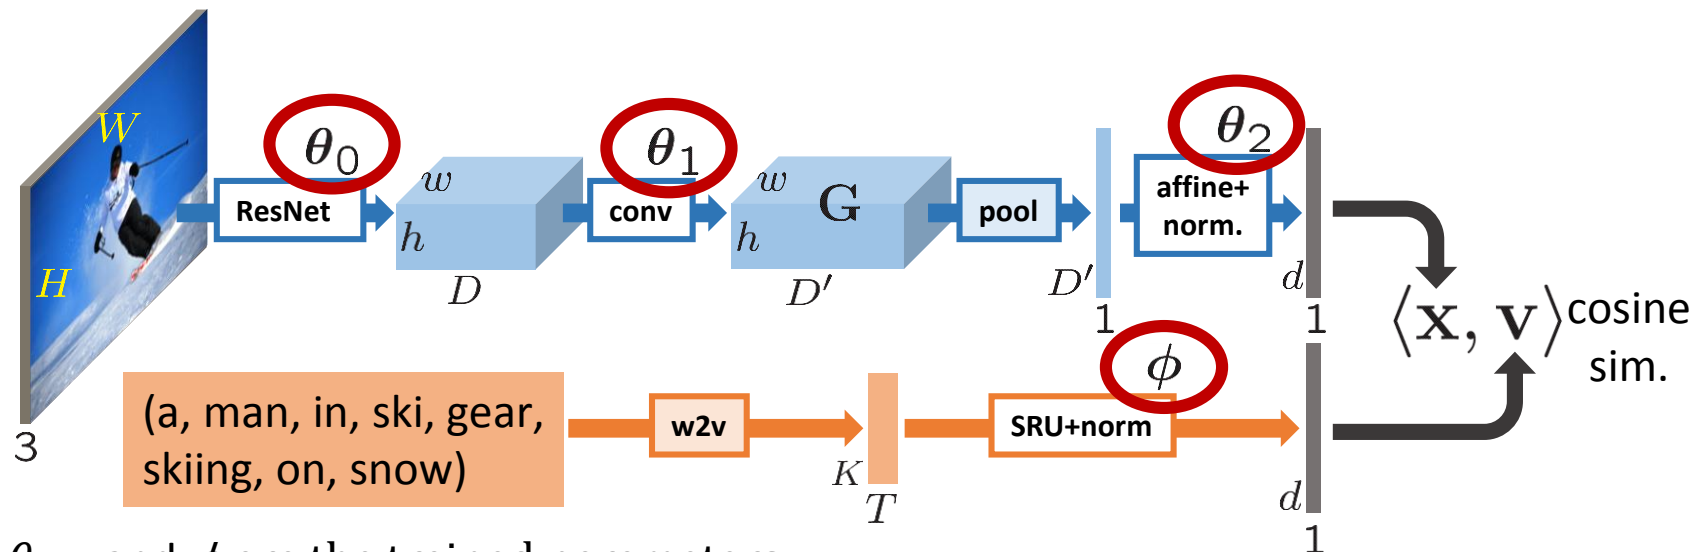 W
H
3
θ₀
ResNet
w
h
D
θ₁
conv
w
G
h
D′
pool
D′
1
θ₂
affine+
norm.
d
1
⟨x, v⟩ cosine
sim.
(a, man, in, ski, gear,
skiing, on, snow)
w2v
K
T
ϕ
SRU+norm
d
1